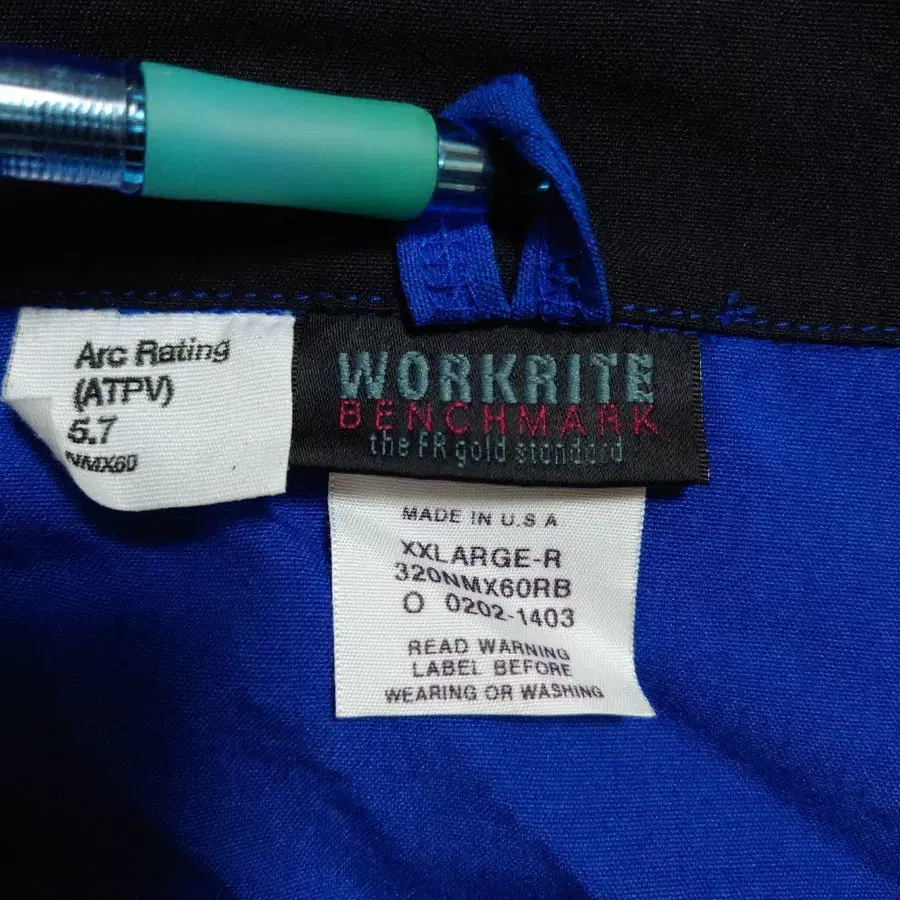 Arc Rating
(ATPV)
5.7
NMX60
WORKRITE
BENCHMARK
the FR gold standard
MADE IN U.S A
XXLARGE-R
320NMX60RB
O 0202-1403
READ WARNING
LABEL BEFORE
WEARING OR WASHING